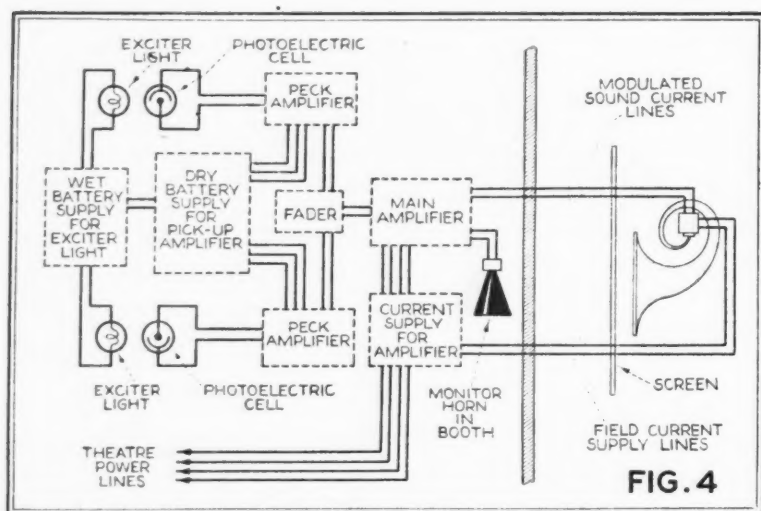 EXCITER
LIGHT
PHOTOELECTRIC
CELL
PECK
AMPLIFIER
MODULATED
SOUND CURRENT
LINES
WET
BATTERY
SUPPLY FOR
EXCITER
LIGHT
DRY
BATTERY
SUPPLY FOR
PICK-UP
AMPLIFIER
FADER
MAIN
AMPLIFIER
PECK
AMPLIFIER
CURRENT
SUPPLY FOR
AMPLIFIER
EXCITER
LIGHT
PHOTOELECTRIC
CELL
MONITOR
HORN
IN
BOOTH
SCREEN
FIELD CURRENT
SUPPLY LINES
THEATRE
POWER
LINES
FIG. 4